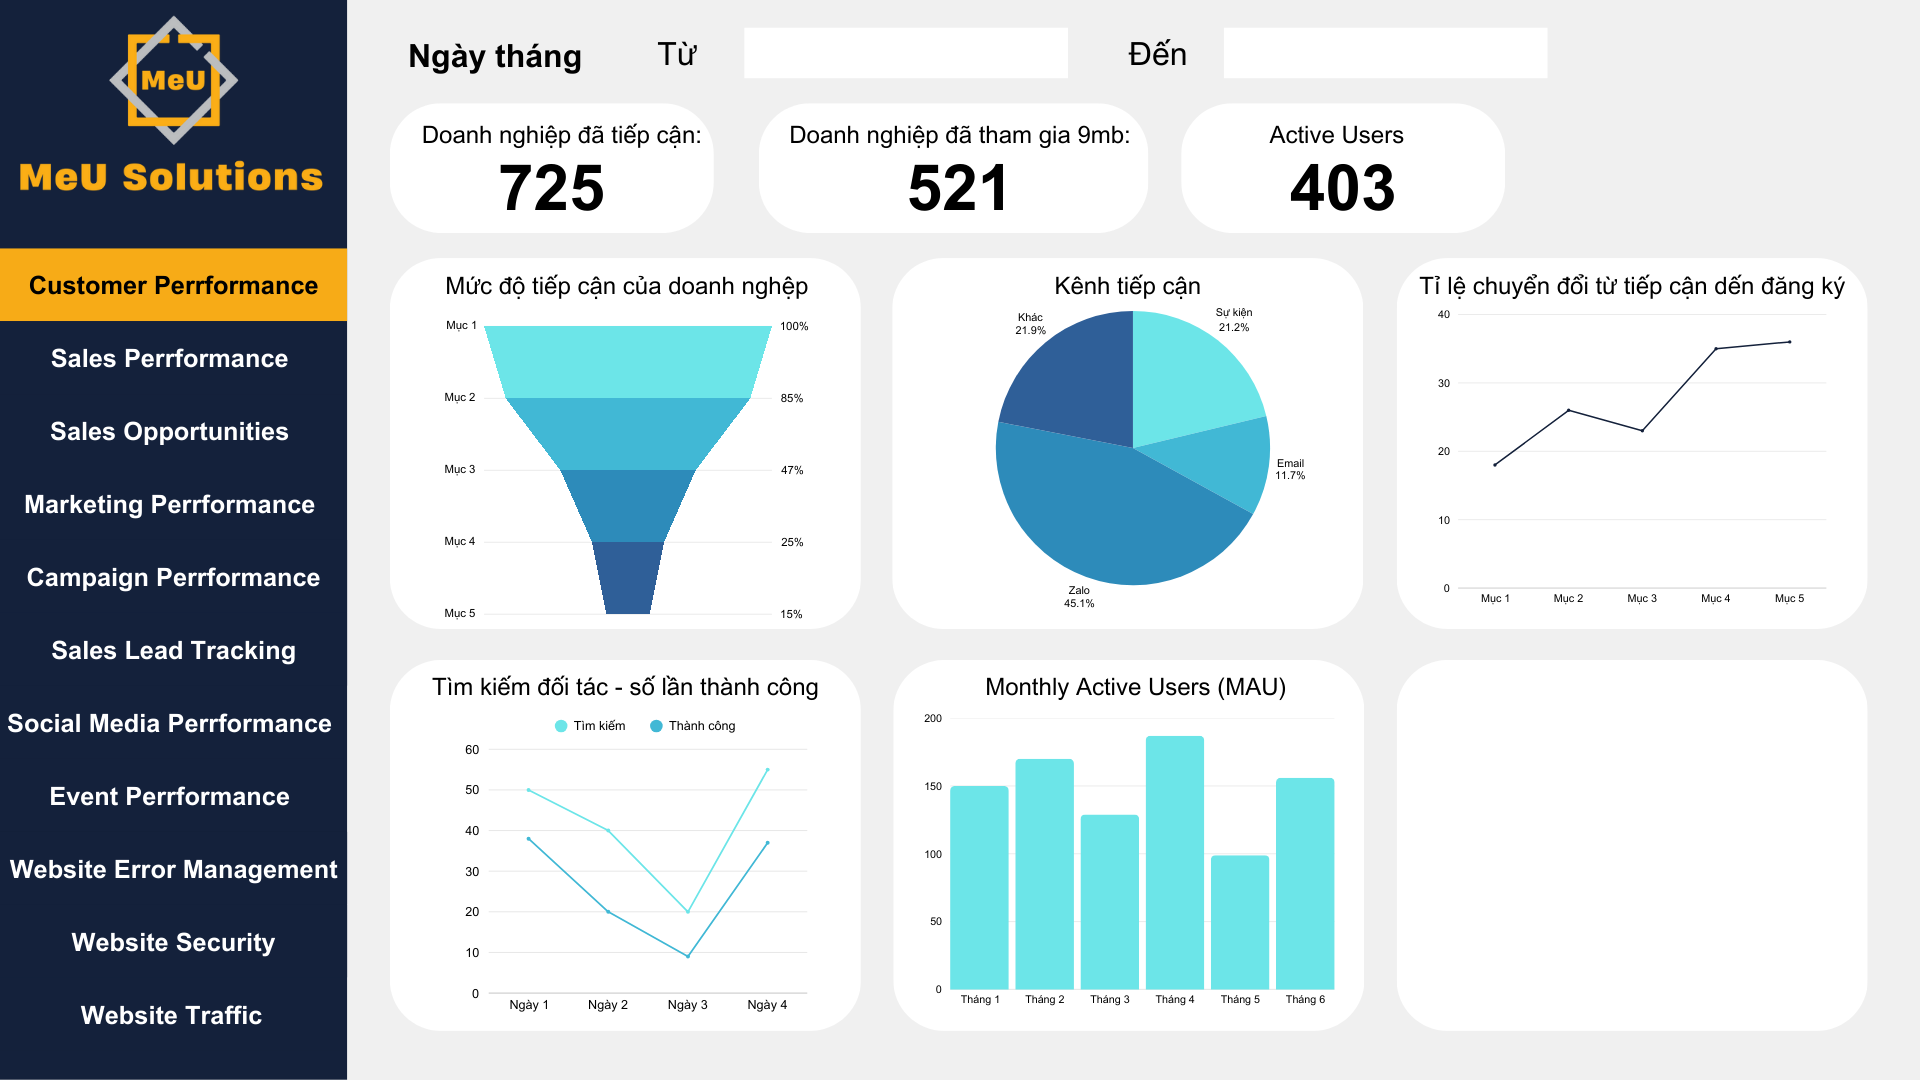 MeU
MeU Solutions
Customer Perrformance
Sales Perrformance
Sales Opportunities
Marketing Perrformance
Campaign Perrformance
Sales Lead Tracking
Social Media Perrformance
Event Perrformance
Website Error Management
Website Security
Website Traffic
Ngày tháng Từ Đến
Doanh nghiệp đã tiếp cận:
725
Doanh nghiệp đã tham gia 9mb:
521
Active Users
403
Mức độ tiếp cận của doanh nghệp
Mục 1 100%
Mục 2 85%
Mục 3 47%
Mục 4 25%
Mục 5 15%
Kênh tiếp cận
Khác
21.9%
Sự kiện
21.2%
Email
11.7%
Zalo
45.1%
Tỉ lệ chuyển đổi từ tiếp cận dến đăng ký
40
30
20
10
0
Mục 1 Mục 2 Mục 3 Mục 4 Mục 5
Tìm kiếm đối tác - số lần thành công
Tìm kiếm Thành công
60
50
40
30
20
10
0
Ngày 1 Ngày 2 Ngày 3 Ngày 4
Monthly Active Users (MAU)
200
150
100
50
0
Tháng 1 Tháng 2 Tháng 3 Tháng 4 Tháng 5 Tháng 6